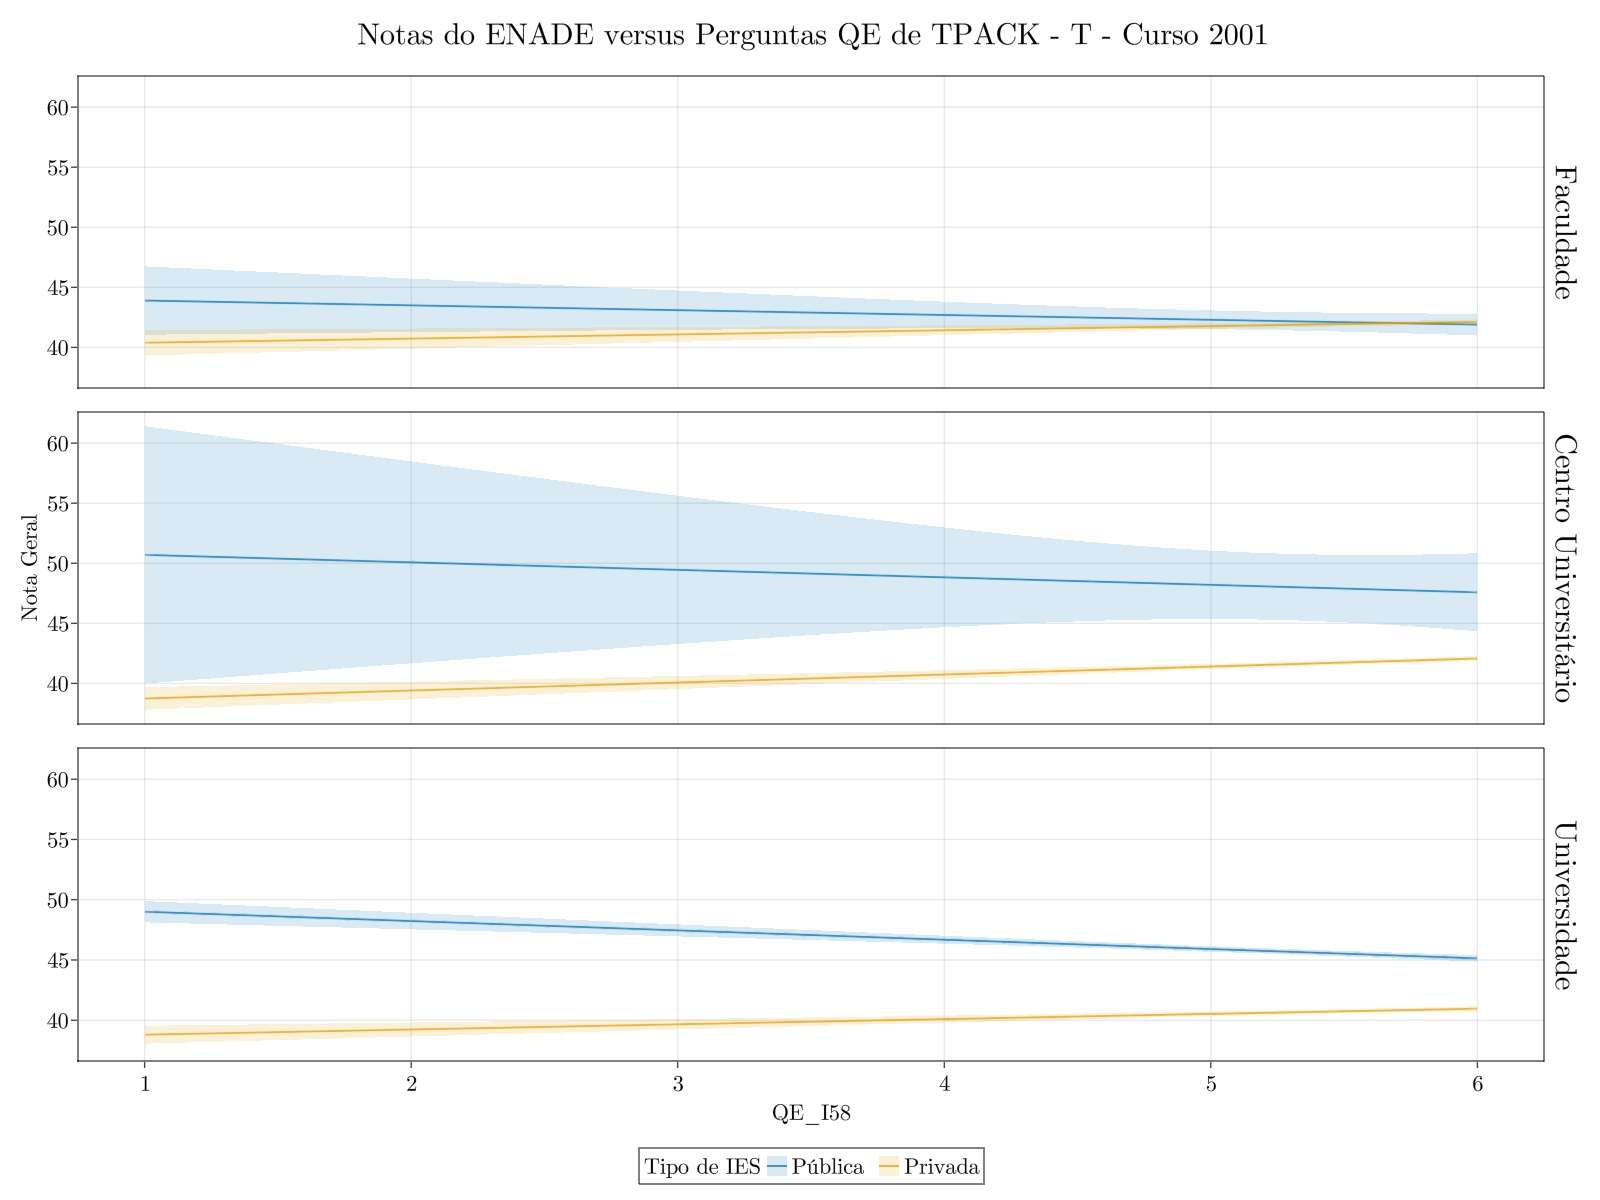 Notas do ENADE versus Perguntas QE de TPACK - T - Curso 2001
60
55
50
45
40
Faculdade
60
55
50
45
40
Centro Universitário
Nota Geral
60
55
50
45
40
Universidade
1 2 3 4 5 6
QE_I58
Tipo de IES Pública Privada